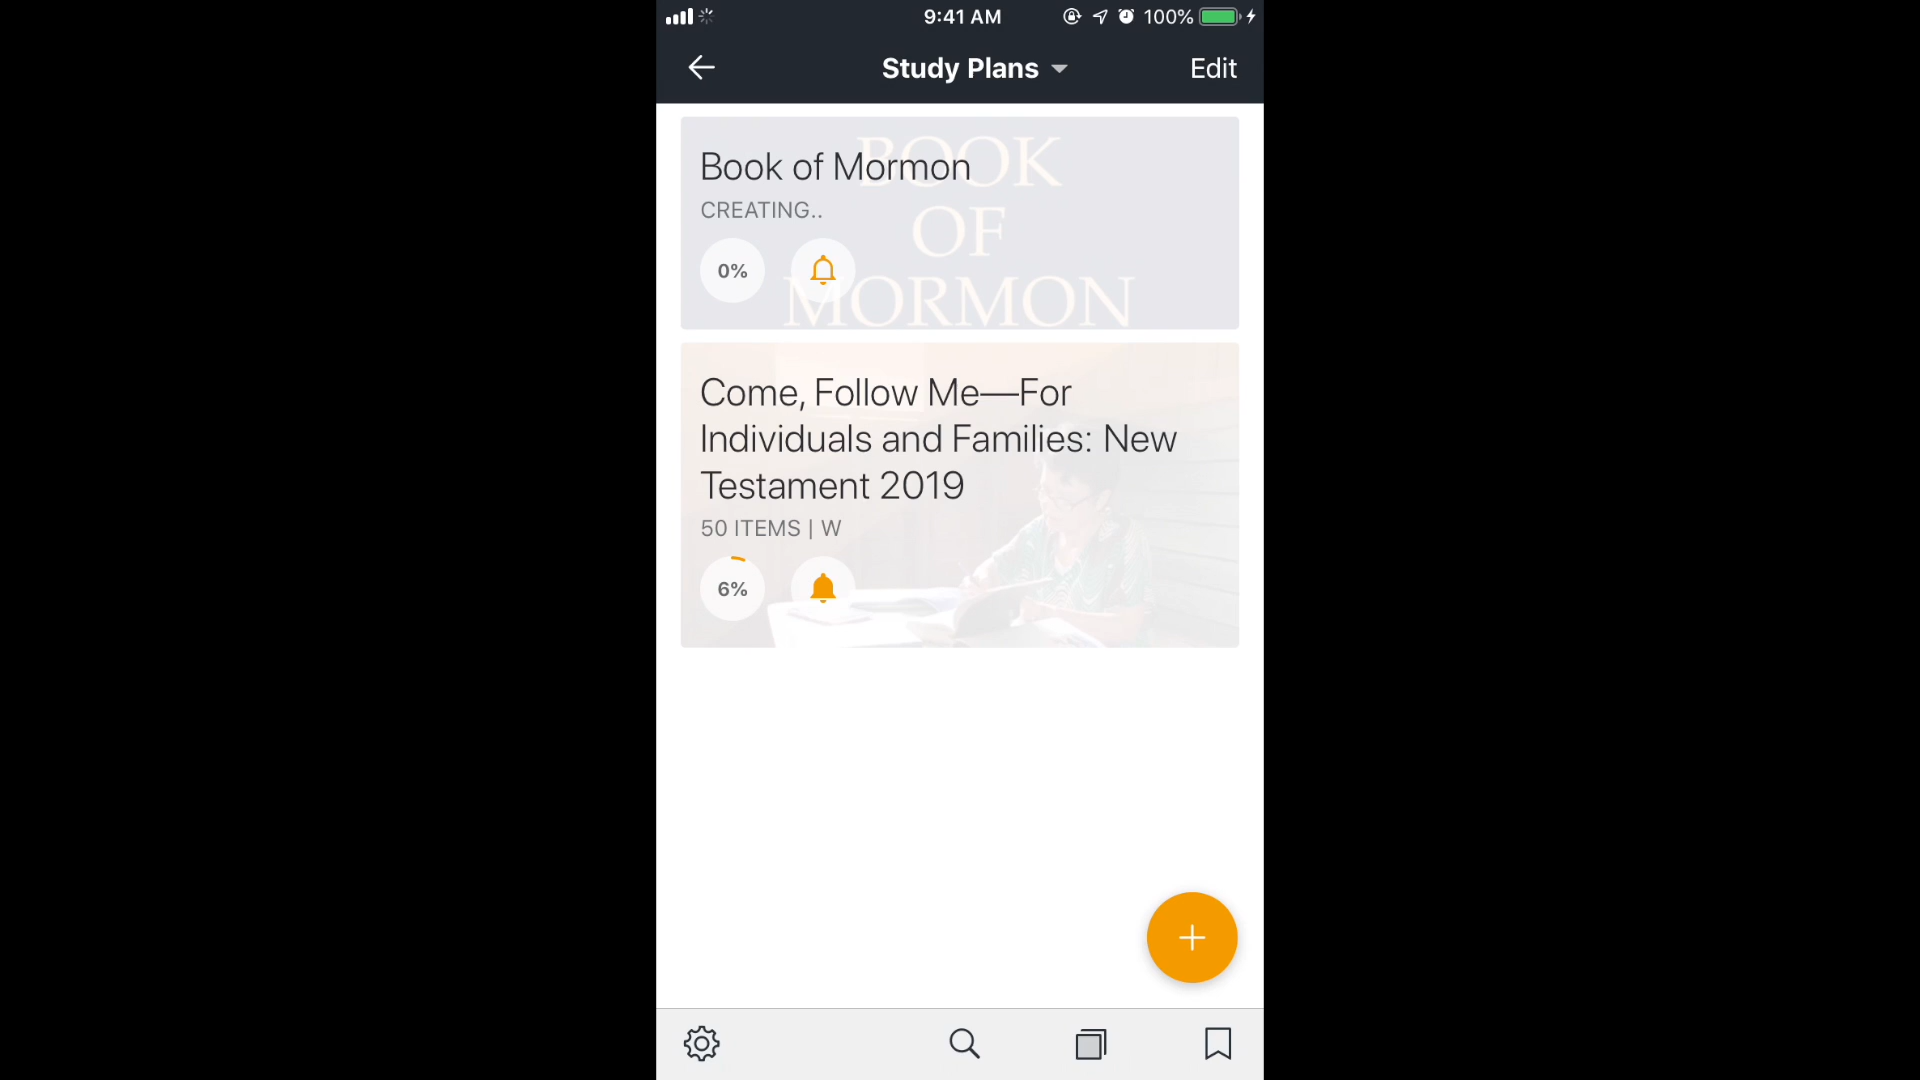 9:41 AM 100%
Study Plans Edit
BOOK
OF
MORMON
Book of Mormon
CREATING..
0%
Come, Follow Me—For
Individuals and Families: New
Testament 2019
50 ITEMS | W
6%